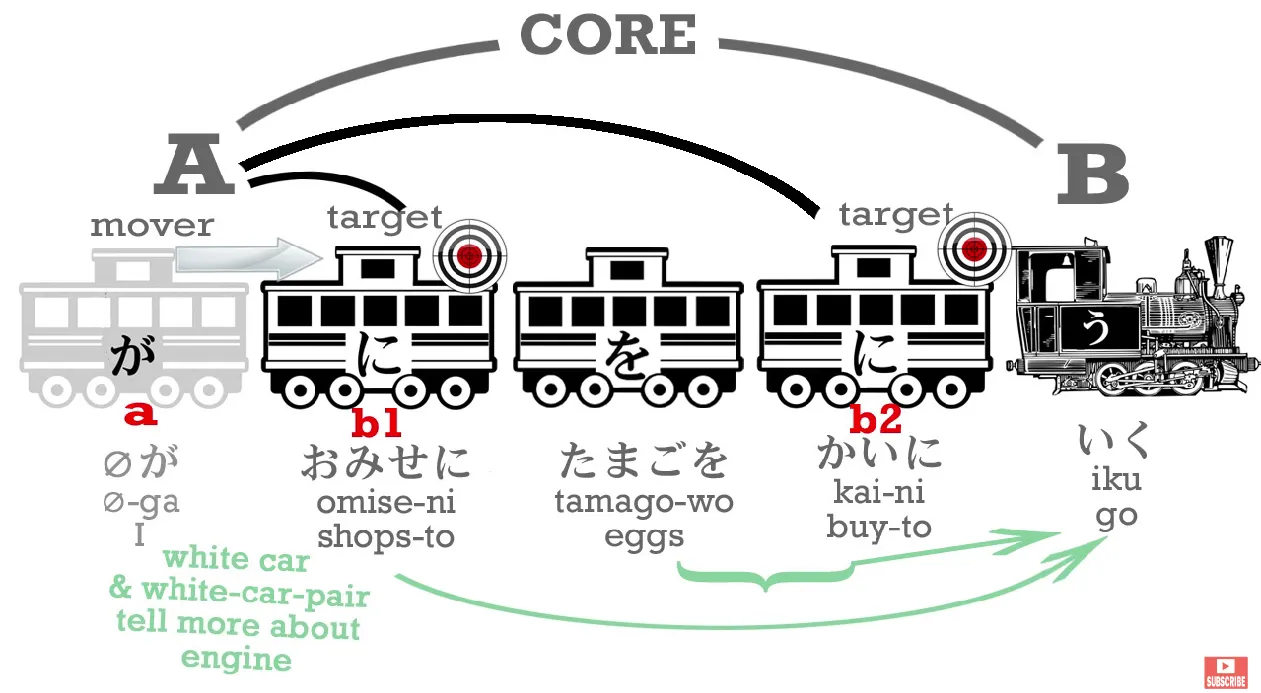 CORE
A
B
mover
target
target
が
に
を
に
う
a
b1
b2
∅が
∅-ga
I
おみせに
omise-ni
shops-to
たまごを
tamago-wo
eggs
かいに
kai-ni
buy-to
いく
iku
go
white car
& white-car-pair
tell more about
engine
SUBSCRIBE